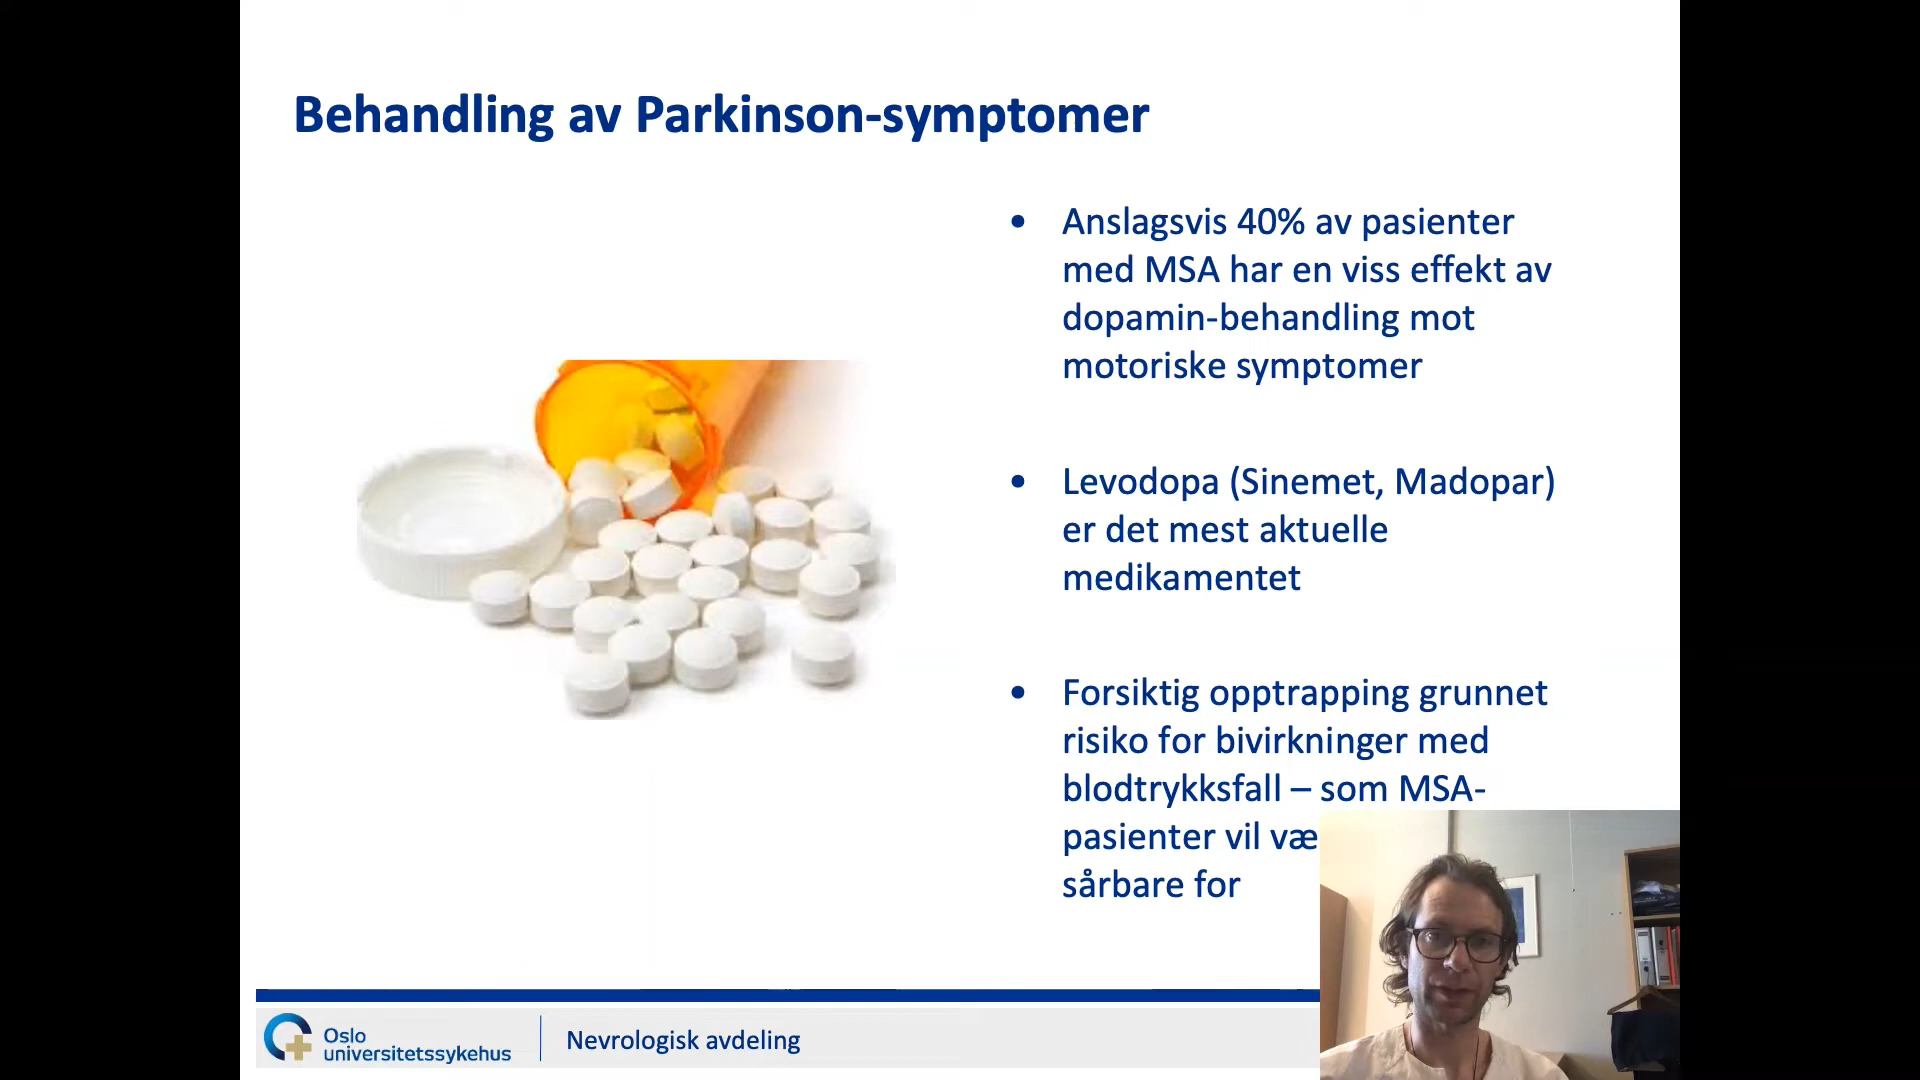 Behandling av Parkinson-symptomer
• Anslagsvis 40% av pasienter
med MSA har en viss effekt av
dopamin-behandling mot
motoriske symptomer
• Levodopa (Sinemet, Madopar)
er det mest aktuelle
medikamentet
• Forsiktig opptrapping grunnet
risiko for bivirkninger med
blodtrykksfall – som MSA-
pasienter vil
sårbare for
Oslo
universitetssykehus
Nevrologisk avdeling